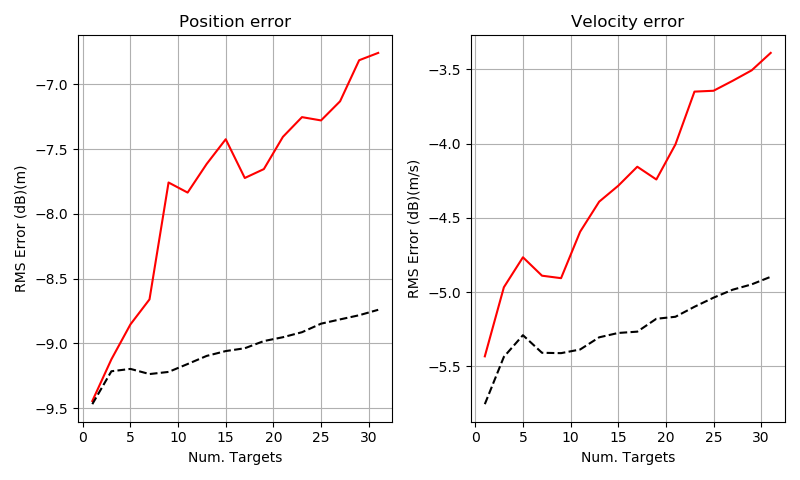 Position error
RMS Error (dB)(m)
−7.0
−7.5
−8.0
−8.5
−9.0
−9.5
0 5 10 15 20 25 30
Num. Targets
Velocity error
RMS Error (dB)(m/s)
−3.5
−4.0
−4.5
−5.0
−5.5
0 5 10 15 20 25 30
Num. Targets